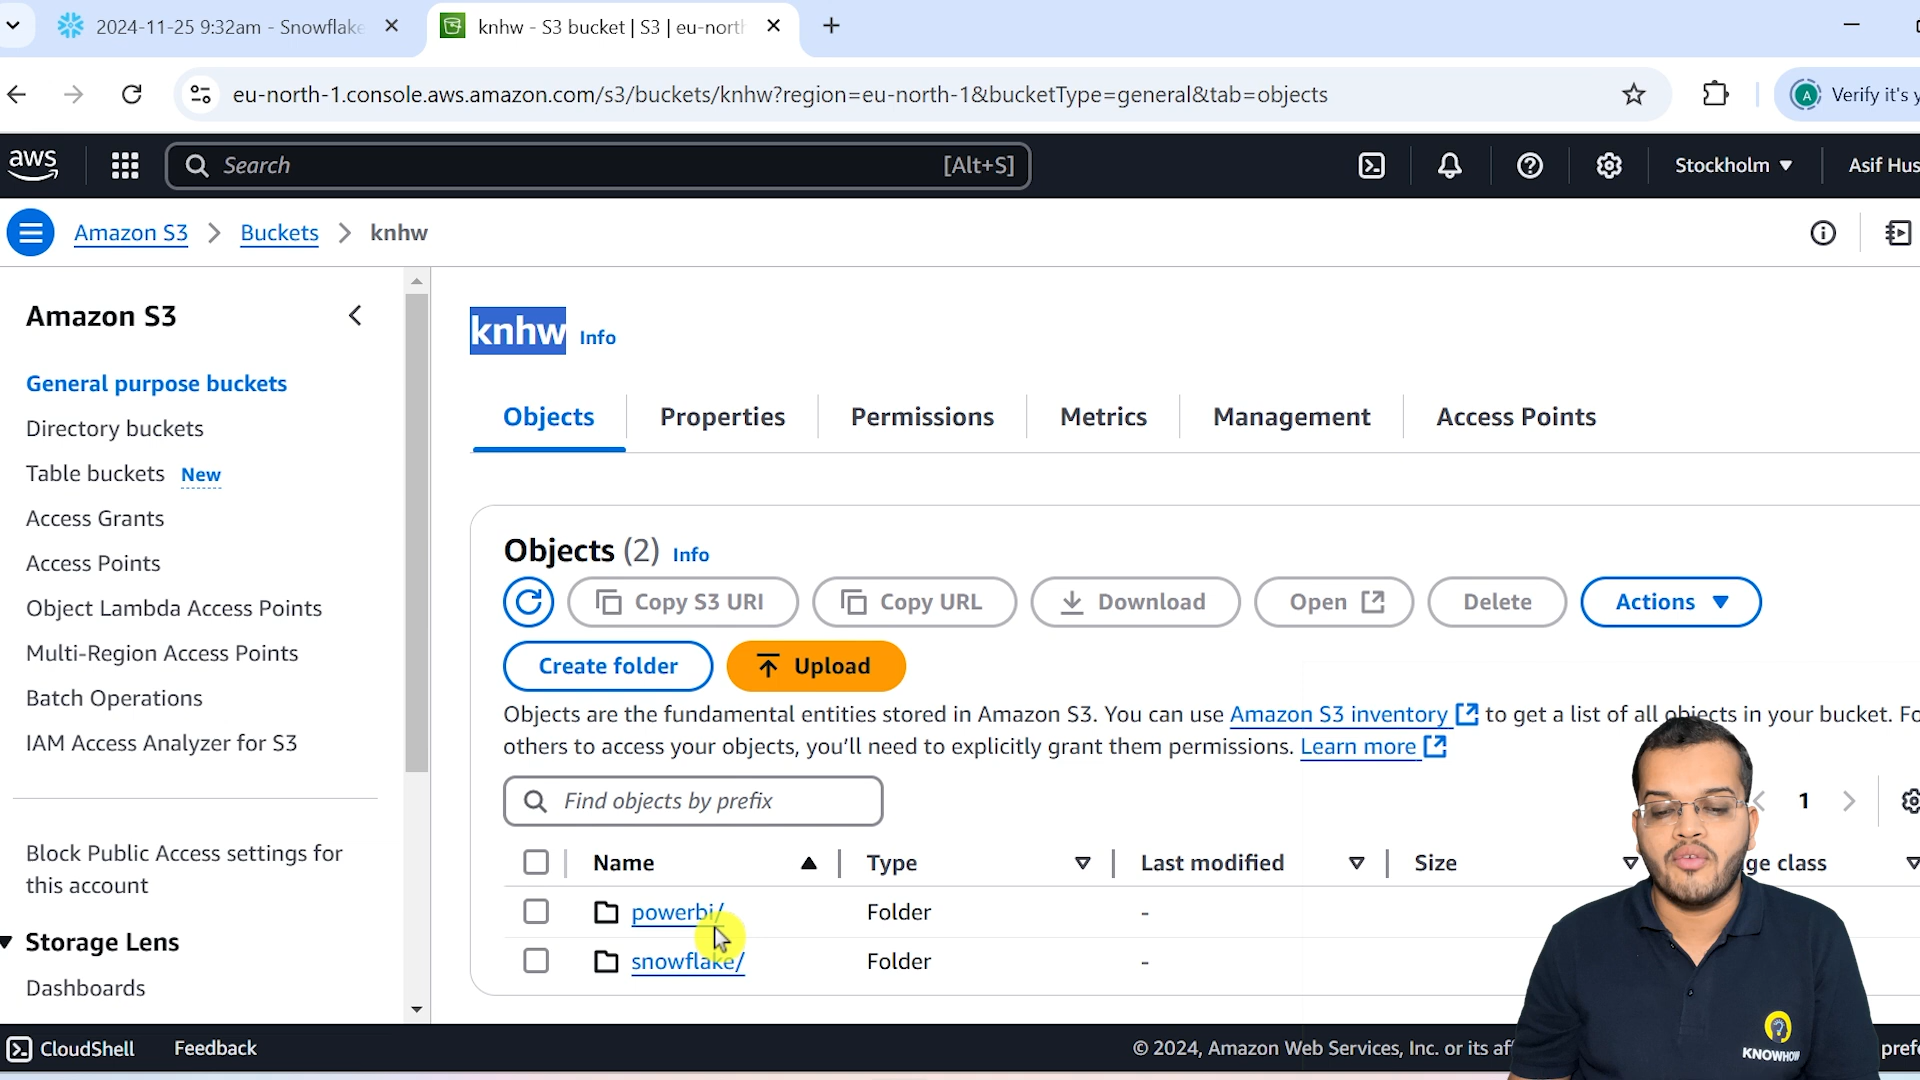 2024-11-25 9:32am - Snowflake
knhw - S3 bucket | S3 | eu-north
eu-north-1.console.aws.amazon.com/s3/buckets/knhw?region=eu-north-1&bucketType=general&tab=objects
A
Verify it's y
aws
Search
[Alt+S]
Stockholm
Asif Hus
Amazon S3
Buckets
knhw
Amazon S3
General purpose buckets
Directory buckets
Table buckets New
Access Grants
Access Points
Object Lambda Access Points
Multi-Region Access Points
Batch Operations
IAM Access Analyzer for S3
Block Public Access settings for
this account
Storage Lens
Dashboards
knhw Info
Objects
Properties
Permissions
Metrics
Management
Access Points
Objects (2) Info
Copy S3 URI
Copy URL
Download
Open
Delete
Actions
Create folder
Upload
Objects are the fundamental entities stored in Amazon S3. You can use Amazon S3 inventory to get a list of all objects in your bucket. Fo
others to access your objects, you'll need to explicitly grant them permissions. Learn more
Find objects by prefix
1
Name
Type
Last modified
Size
ge class
powerbi/
Folder
-
snowflake/
Folder
-
KNOWHOW
CloudShell
Feedback
© 2024, Amazon Web Services, Inc. or its aff
prefe